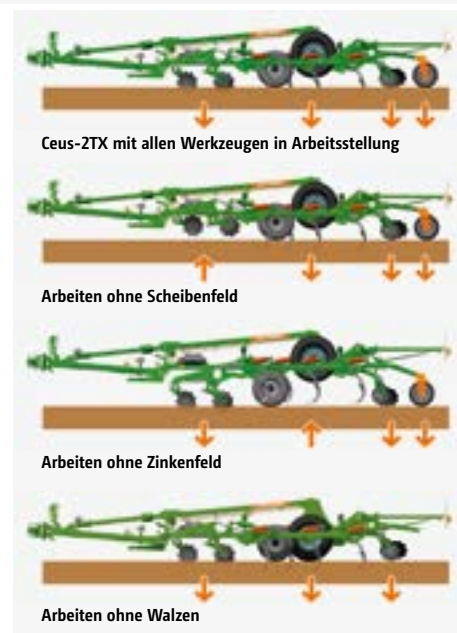 Ceus-2TX mit allen Werkzeugen in Arbeitsstellung
Arbeiten ohne Scheibenfeld
Arbeiten ohne Zinkenfeld
Arbeiten ohne Walzen